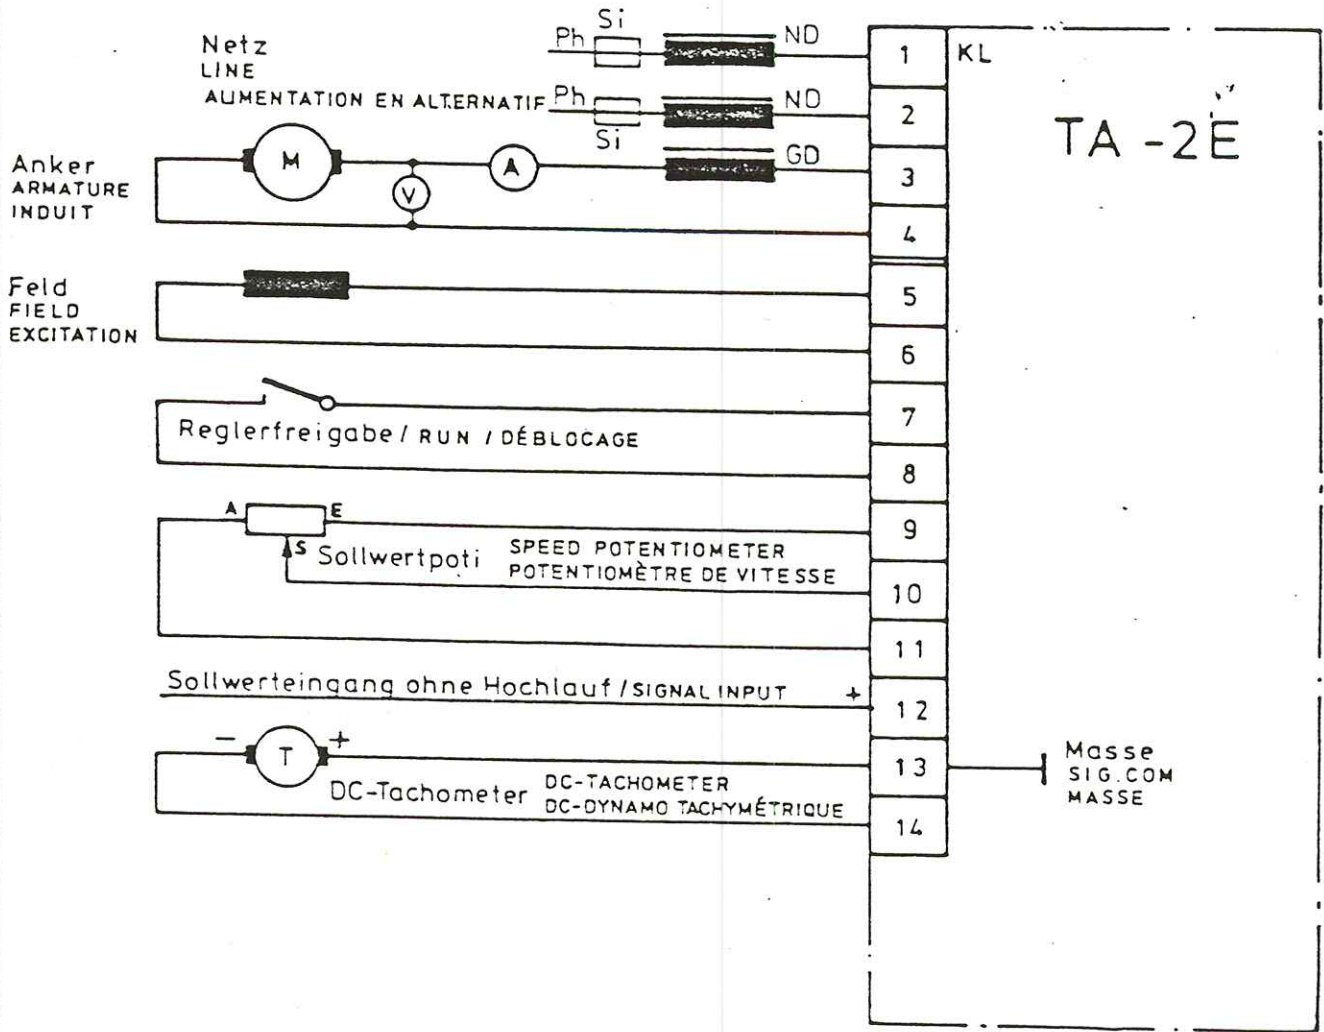 Si
Ph
ND
1
KL
Netz
LINE
ALIMENTATION EN ALTERNATIF
Ph
ND
2
TA-2E
Si
GD
Anker
ARMATURE
INDUIT
M
V
A
3
4
Feld
FIELD
EXCITATION
5
6
7
Reglerfreigabe / RUN / DÉBLOCAGE
8
A
E
9
S
Sollwertpoti
SPEED POTENTIOMETER
POTENTIOMÈTRE DE VITESSE
10
11
Sollwerteingang ohne Hochlauf / SIGNAL INPUT +
12
- T +
13
Masse
SIG.COM
MASSE
DC-Tachometer
DC-TACHOMETER
DC-DYNAMO TACHYMÉTRIQUE
14